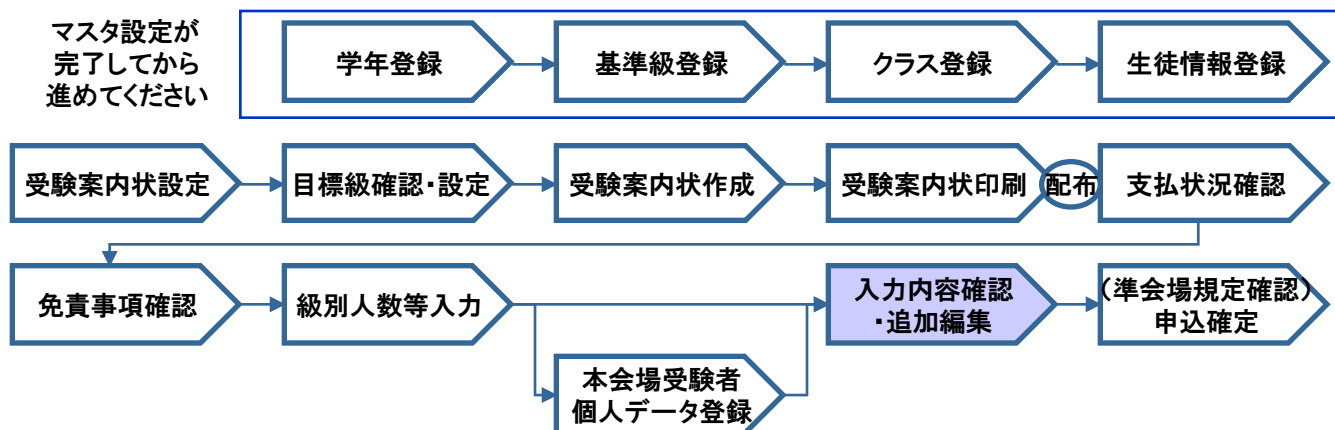 マスタ設定が
完了してから
進めてください
学年登録
基準級登録
クラス登録
生徒情報登録
受験案内状設定
目標級確認・設定
受験案内状作成
受験案内状印刷
配布
支払状況確認
免責事項確認
級別人数等入力
入力内容確認
・追加編集
（準会場規定確認）
申込確定
本会場受験者
個人データ登録